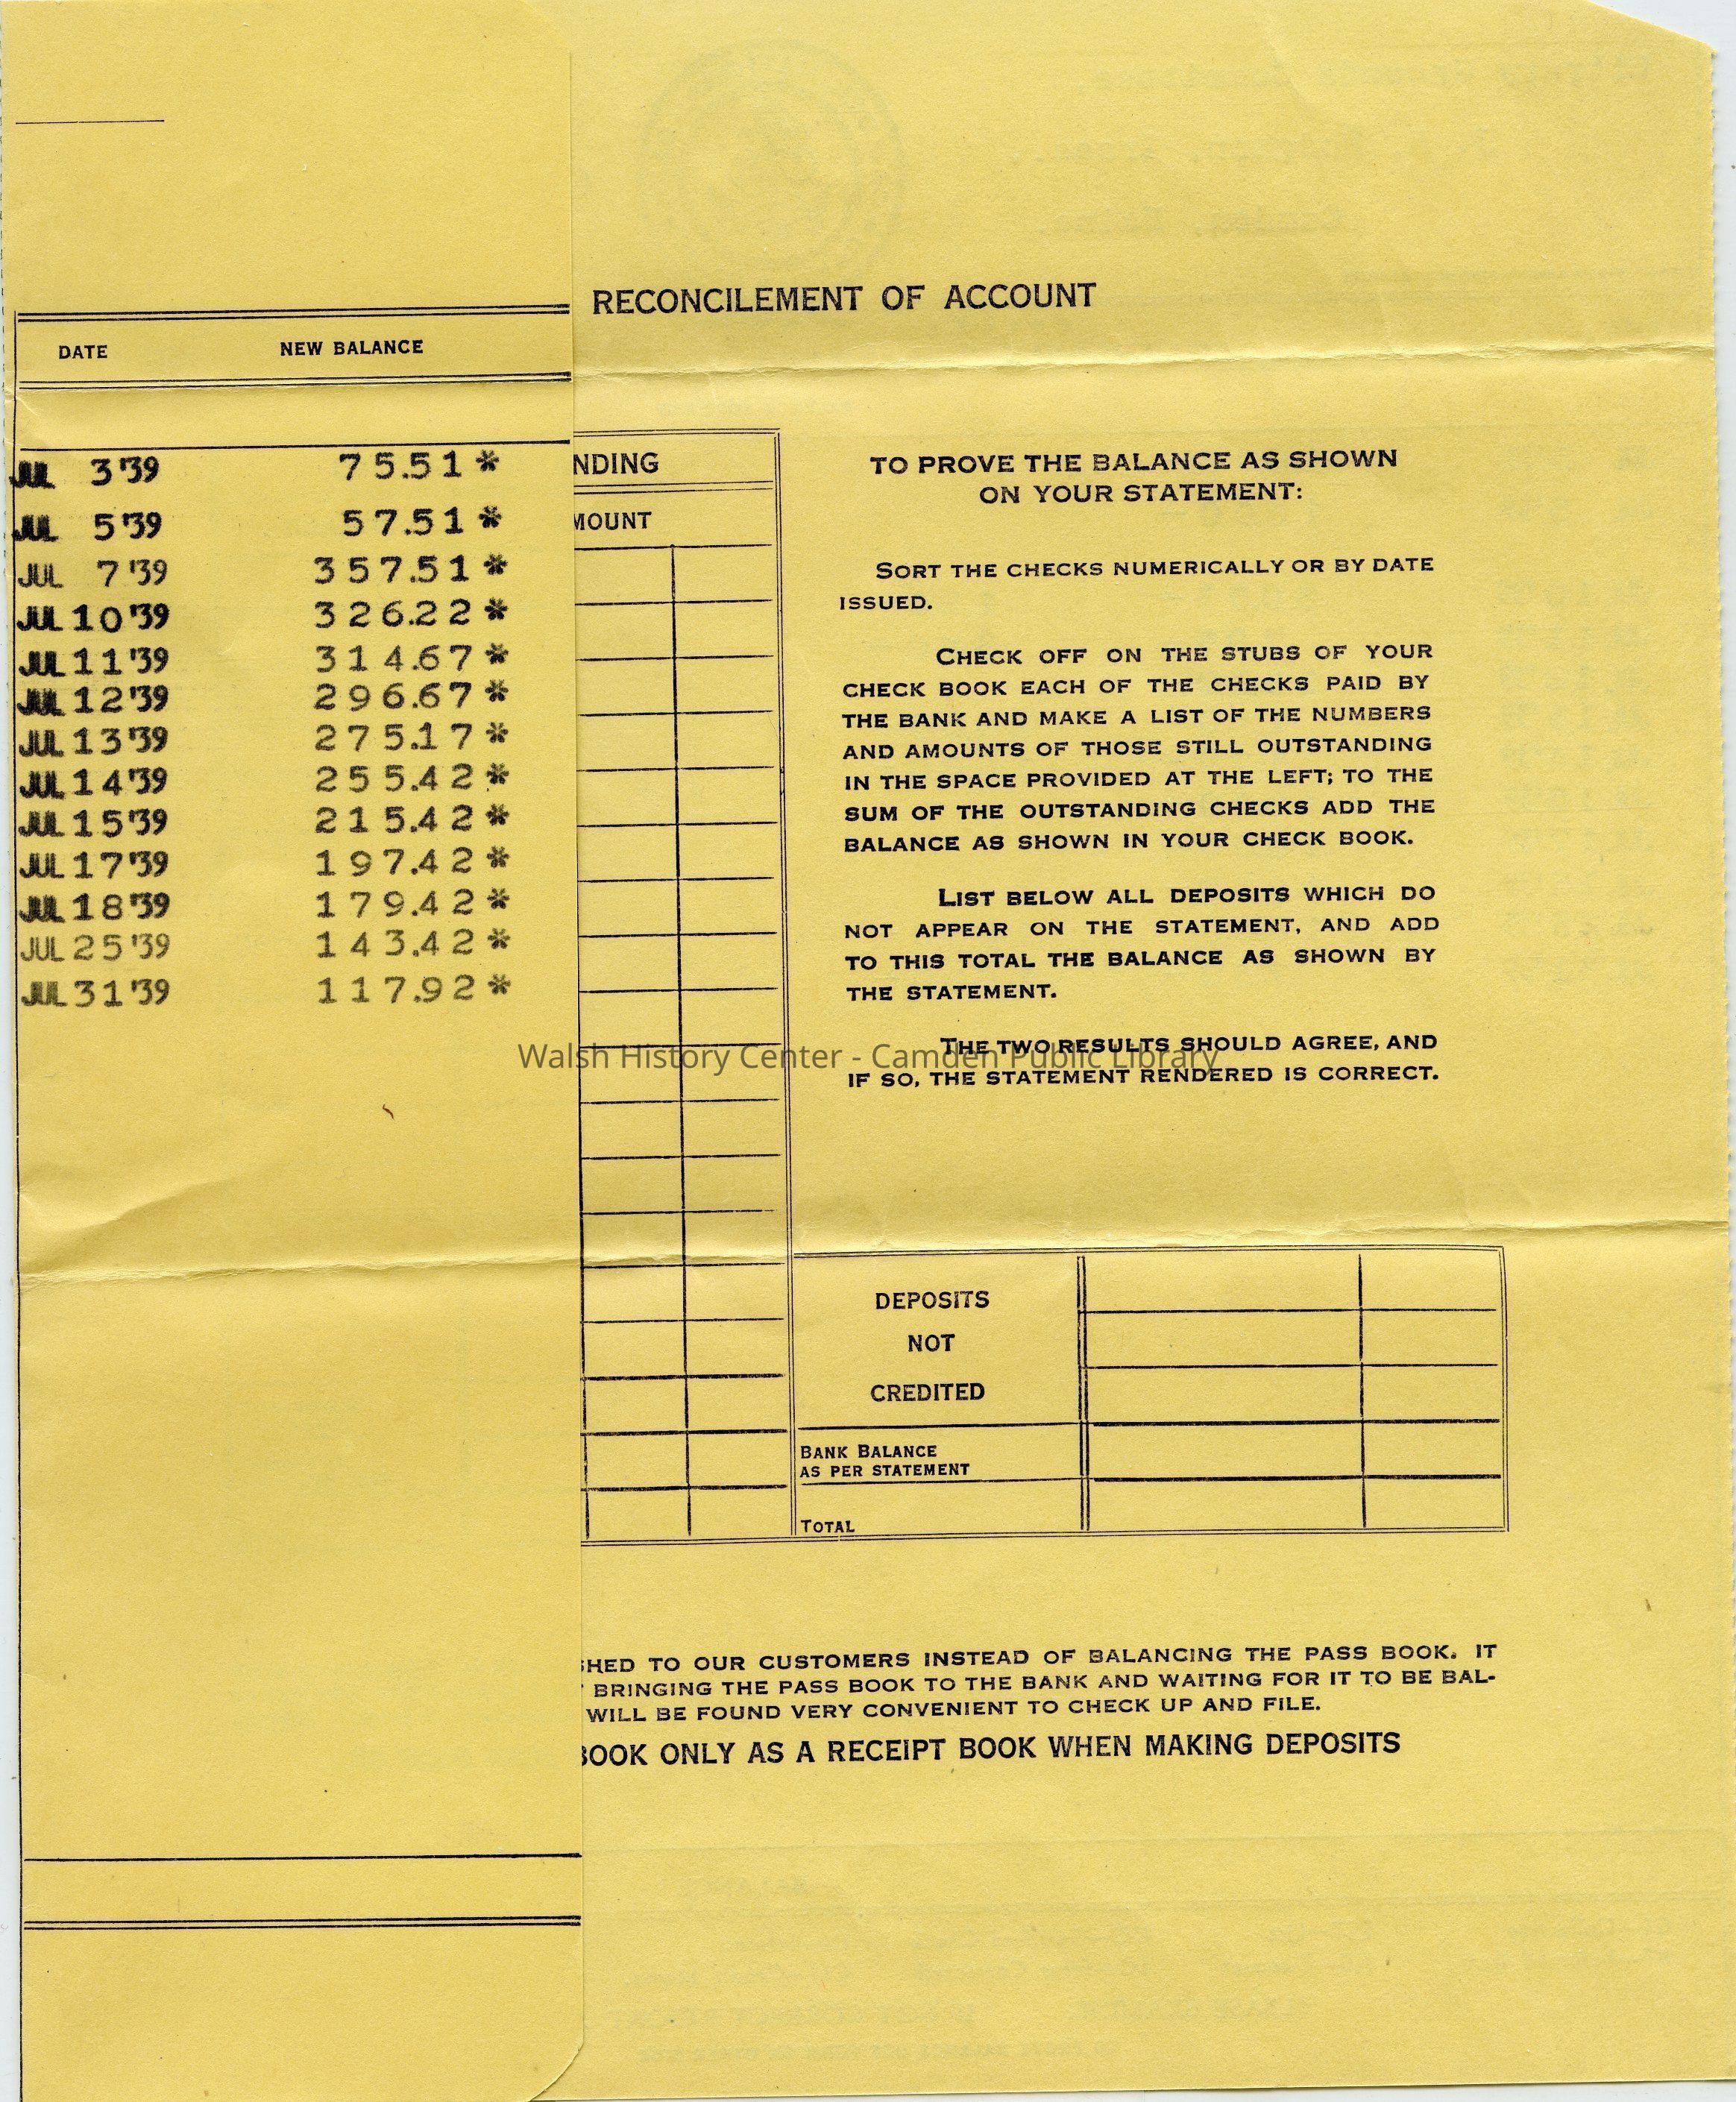 RECONCILEMENT OF ACCOUNT
DATE NEW BALANCE
JUL 3 '39 75.51*
JUL 5 '39 57.51*
JUL 7 '39 357.51*
JUL 10 '39 326.22*
JUL 11 '39 314.67*
JUL 12 '39 296.67*
JUL 13 '39 275.17*
JUL 14 '39 255.42*
JUL 15 '39 215.42*
JUL 17 '39 197.42*
JUL 18 '39 179.42*
JUL 25 '39 143.42*
JUL 31 '39 117.92*
NDING
MOUNT
TO PROVE THE BALANCE AS SHOWN
ON YOUR STATEMENT:
SORT THE CHECKS NUMERICALLY OR BY DATE
ISSUED.
CHECK OFF ON THE STUBS OF YOUR
CHECK BOOK EACH OF THE CHECKS PAID BY
THE BANK AND MAKE A LIST OF THE NUMBERS
AND AMOUNTS OF THOSE STILL OUTSTANDING
IN THE SPACE PROVIDED AT THE LEFT; TO THE
SUM OF THE OUTSTANDING CHECKS ADD THE
BALANCE AS SHOWN IN YOUR CHECK BOOK.
LIST BELOW ALL DEPOSITS WHICH DO
NOT APPEAR ON THE STATEMENT, AND ADD
TO THIS TOTAL THE BALANCE AS SHOWN BY
THE STATEMENT.
THE TWO RESULTS SHOULD AGREE, AND
IF SO, THE STATEMENT RENDERED IS CORRECT.
Walsh History Center - Camden Public Library
DEPOSITS
NOT
CREDITED
BANK BALANCE
AS PER STATEMENT
TOTAL
SHED TO OUR CUSTOMERS INSTEAD OF BALANCING THE PASS BOOK. IT
BRINGING THE PASS BOOK TO THE BANK AND WAITING FOR IT TO BE BAL-
WILL BE FOUND VERY CONVENIENT TO CHECK UP AND FILE.
BOOK ONLY AS A RECEIPT BOOK WHEN MAKING DEPOSITS